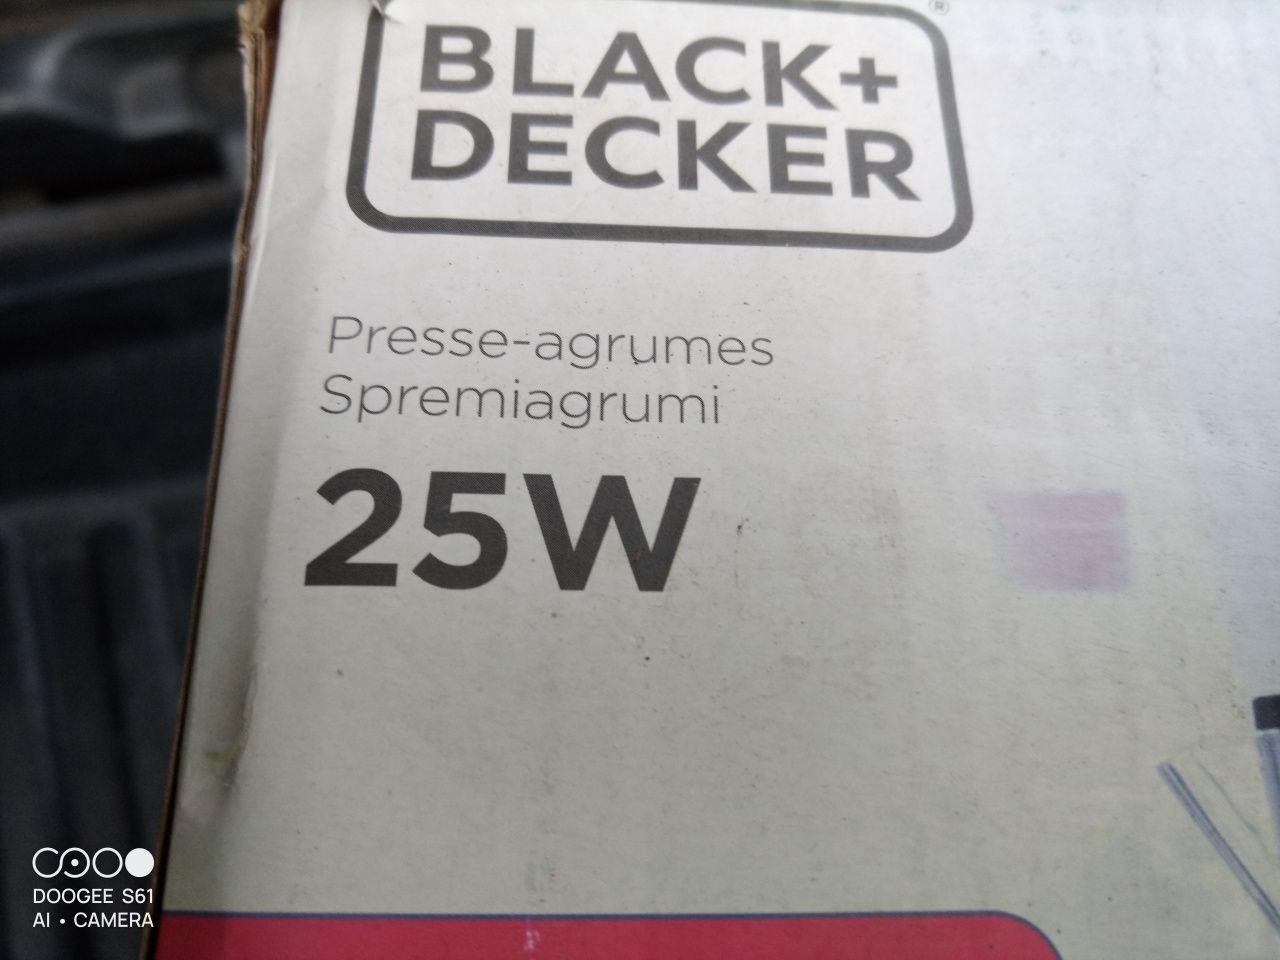 BLACK+
DECKER
®
Presse-agrumes
Spremiagrumi
25W
DOOGEE S61
AI • CAMERA